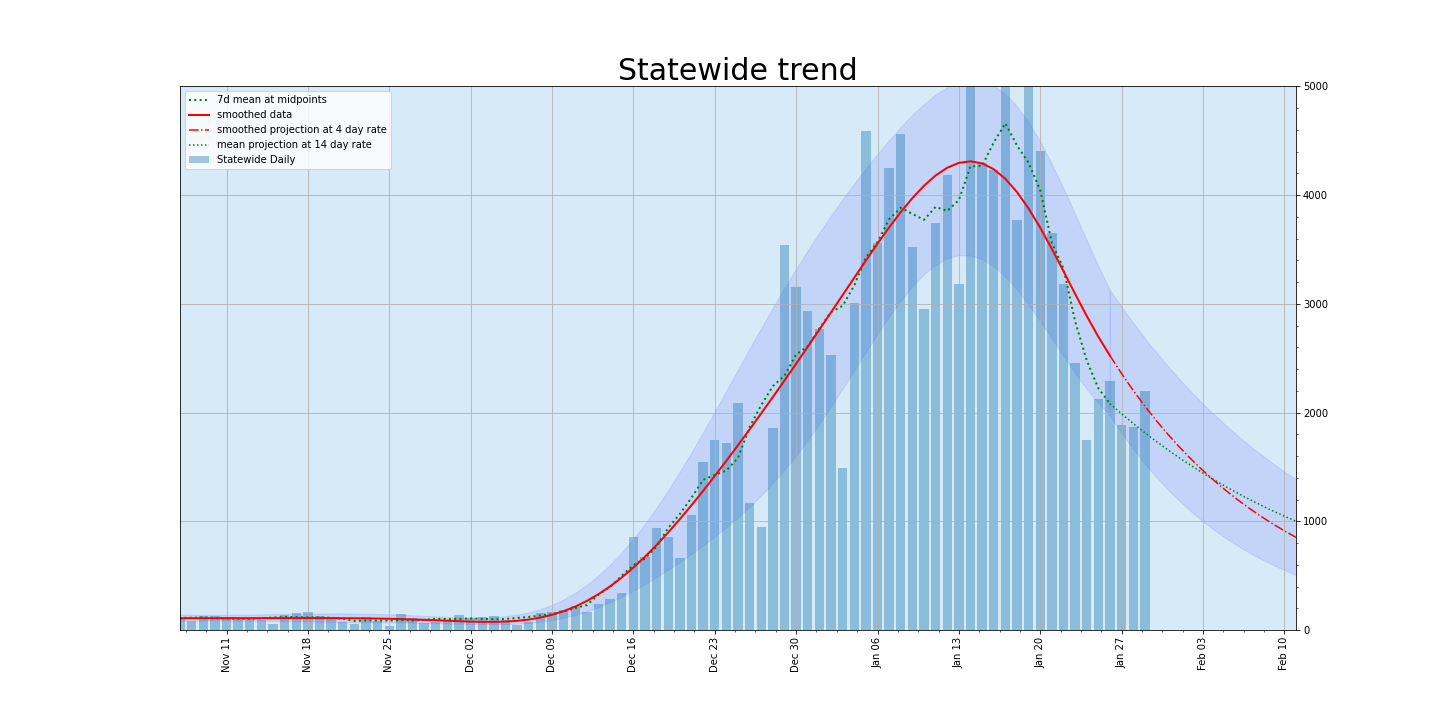 Statewide trend
7d mean at midpoints
smoothed data
smoothed projection at 4 day rate
mean projection at 14 day rate
Statewide Daily
5000
4000
3000
2000
1000
0
Nov 11
Nov 18
Nov 25
Dec 02
Dec 09
Dec 16
Dec 23
Dec 30
Jan 06
Jan 13
Jan 20
Jan 27
Feb 03
Feb 10